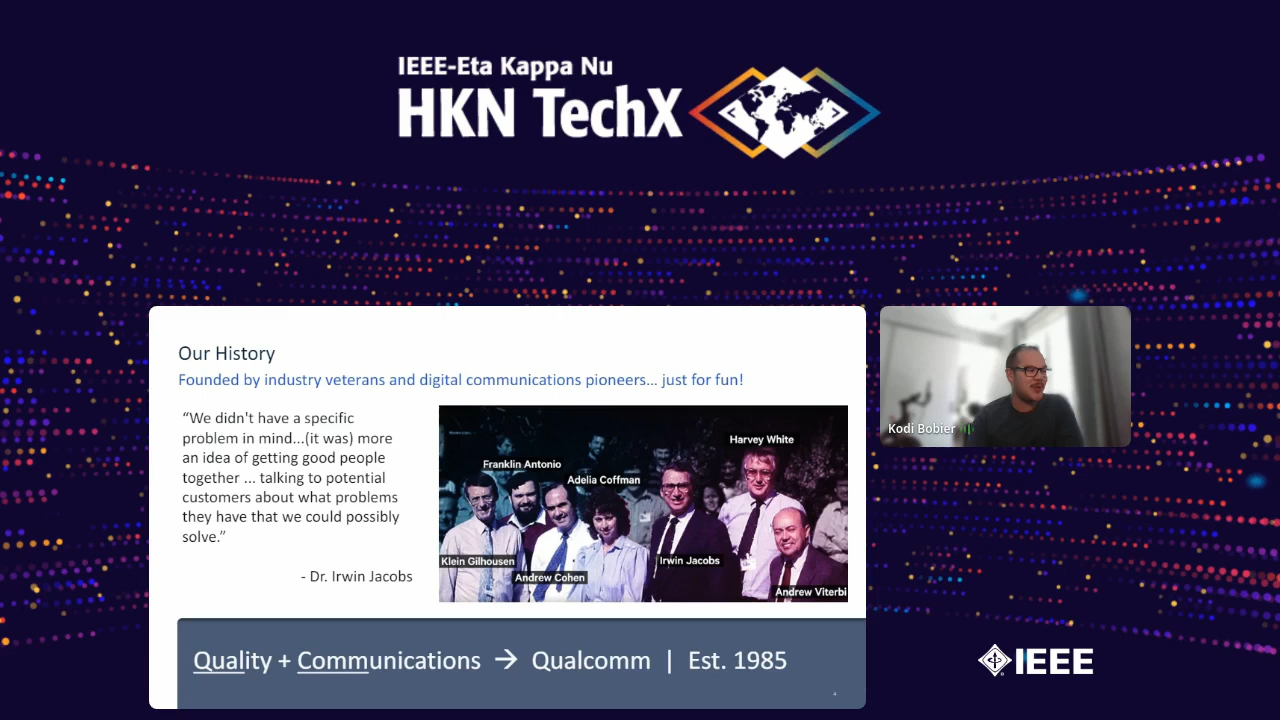 IEEE-Eta Kappa Nu
HKN TechX
Our History
Founded by industry veterans and digital communications pioneers... just for fun!
“We didn't have a specific
problem in mind...(it was) more
an idea of getting good people
together ... talking to potential
customers about what problems
they have that we could possibly
solve.”
- Dr. Irwin Jacobs
Harvey White
Franklin Antonio
Adelia Coffman
Klein Gilhousen
Irwin Jacobs
Andrew Cohen
Andrew Viterbi
Kodi Bobier
Quality + Communications → Qualcomm | Est. 1985
4
IEEE